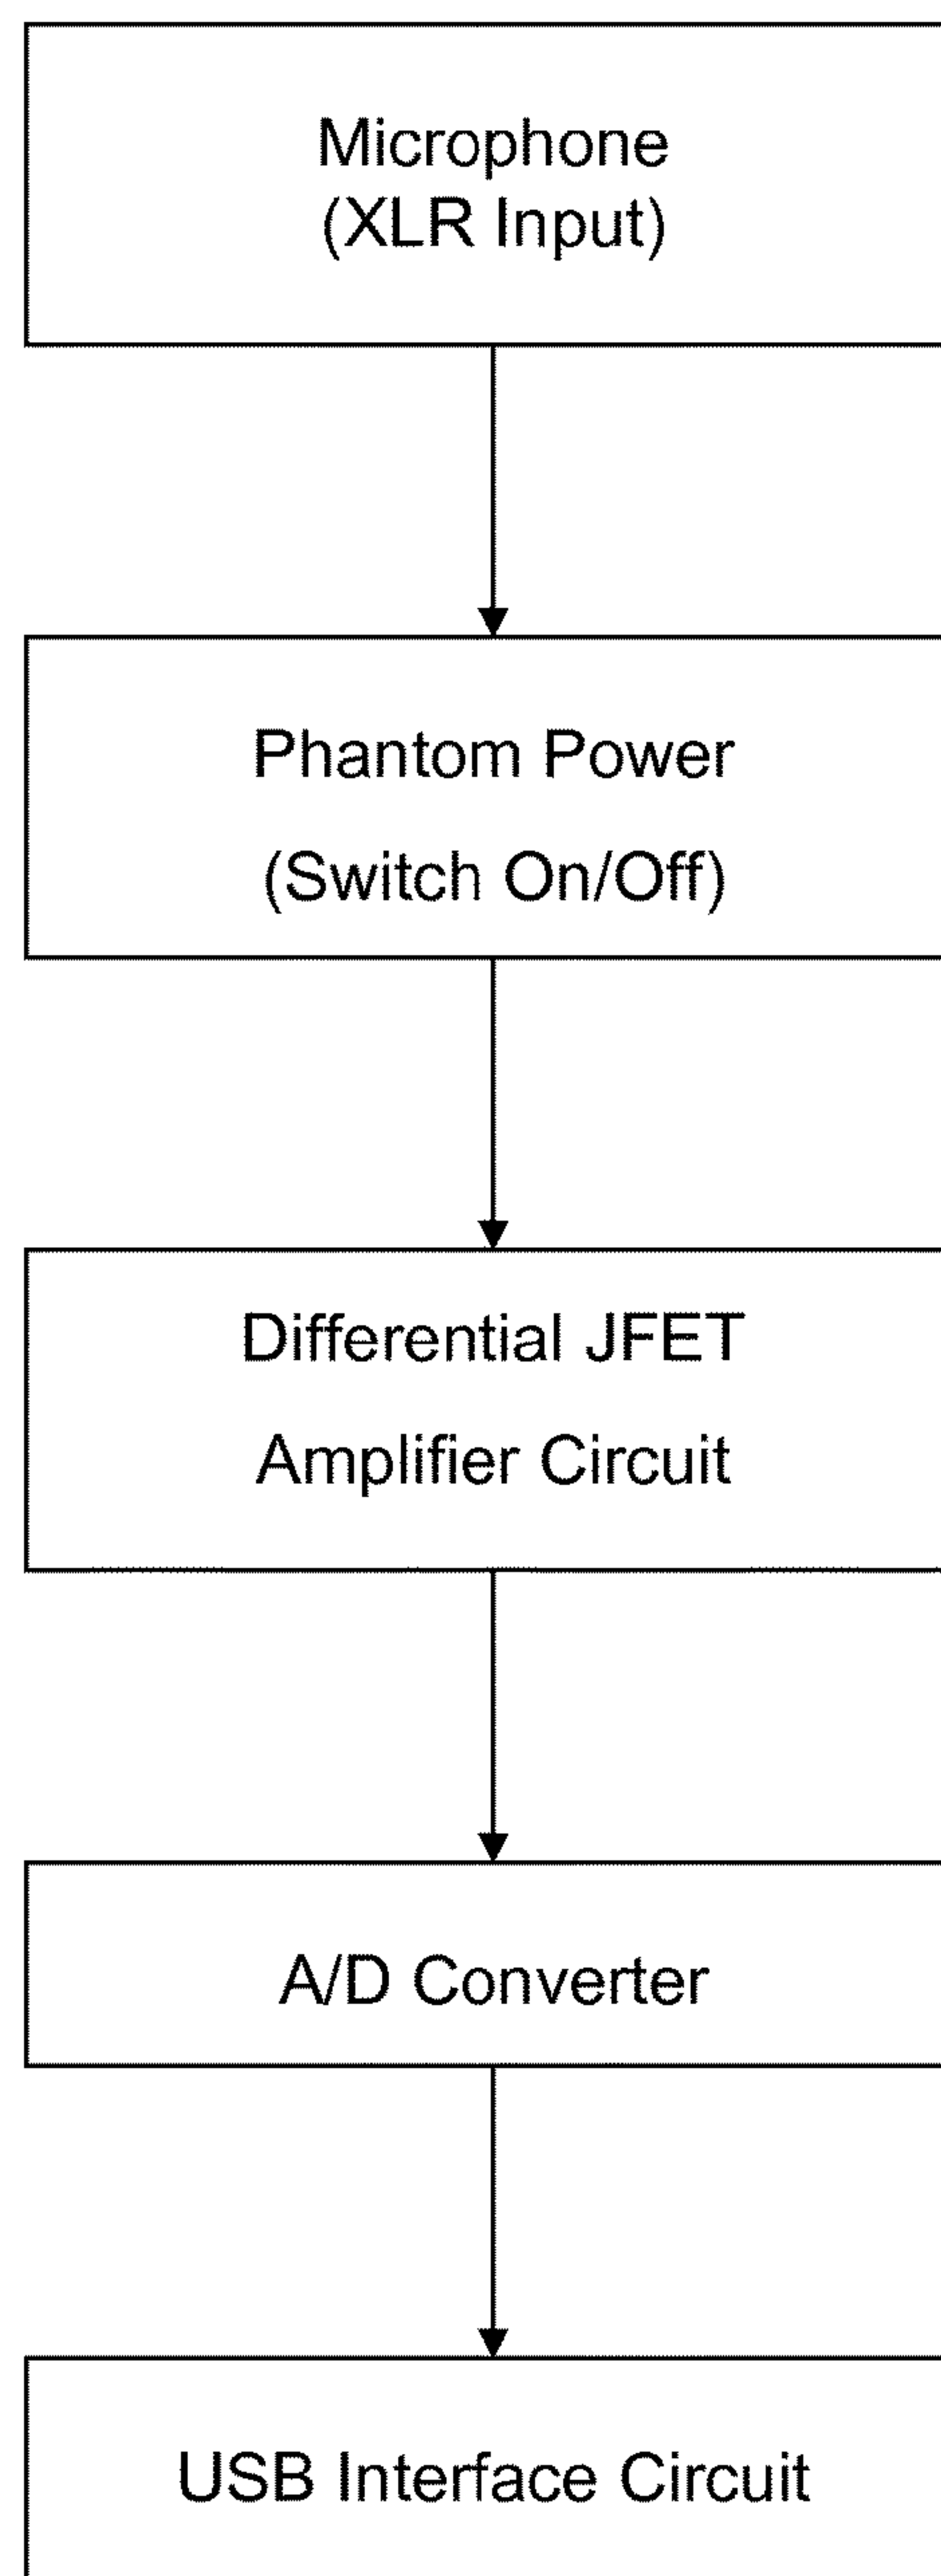 Microphone
(XLR Input)
Phantom Power
(Switch On/Off)
Differential JFET
Amplifier Circuit
A/D Converter
USB Interface Circuit